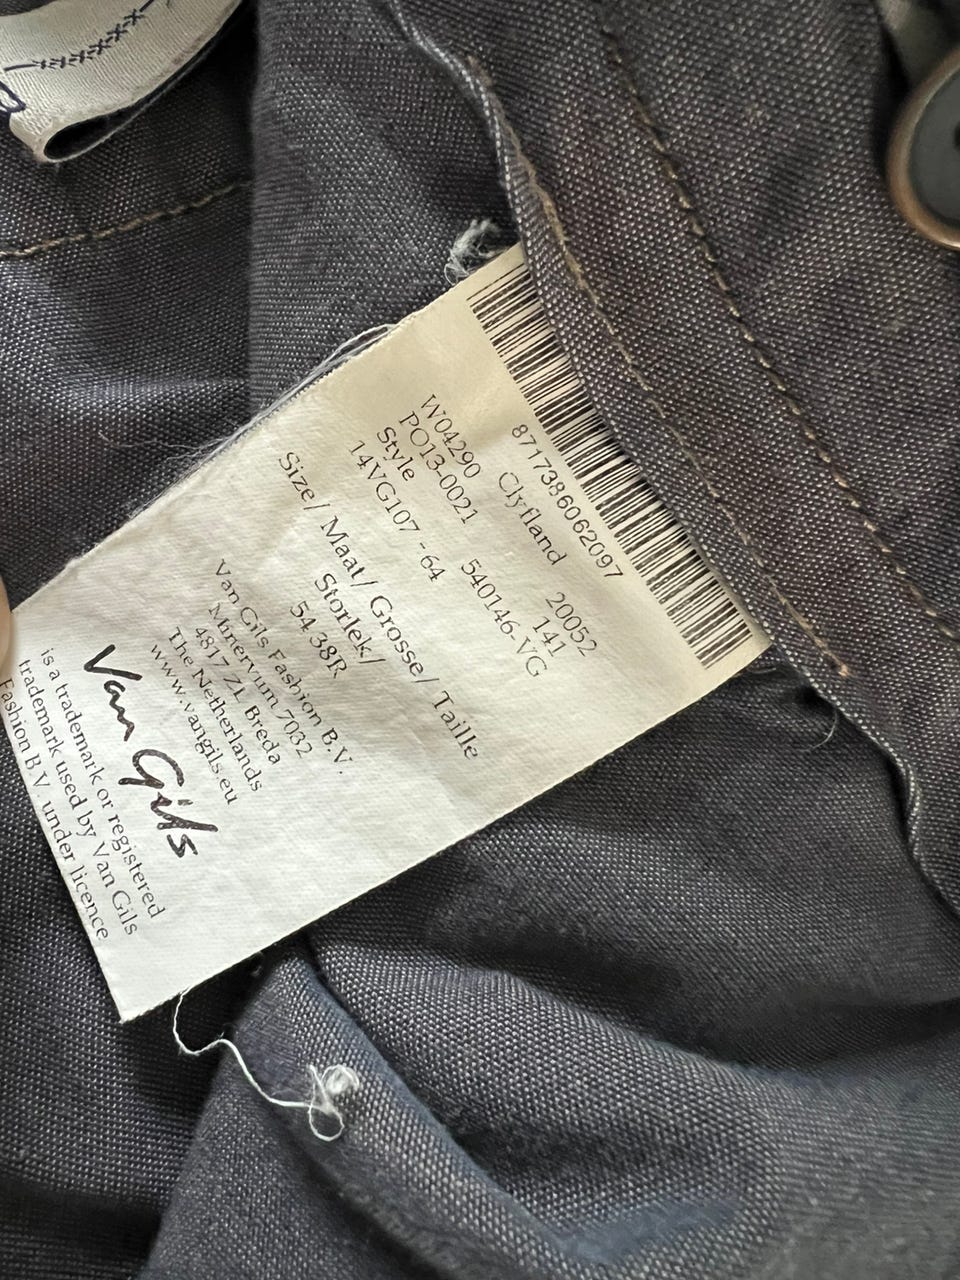 8717386062097
Clyfland 20052
W04290 141
PO13-0021 540146-VG
Style
14VG107 - 64
Size/ Maat/ Grosse/ Taille
Storlek/
54 38R
Van Gils Fashion B.V.
Minervum 7032
4817 ZL Breda
The Netherlands
www.vangils.eu
Van Gils
is a trademark or registered
trademark used by Van Gils
Fashion B.V. under licence